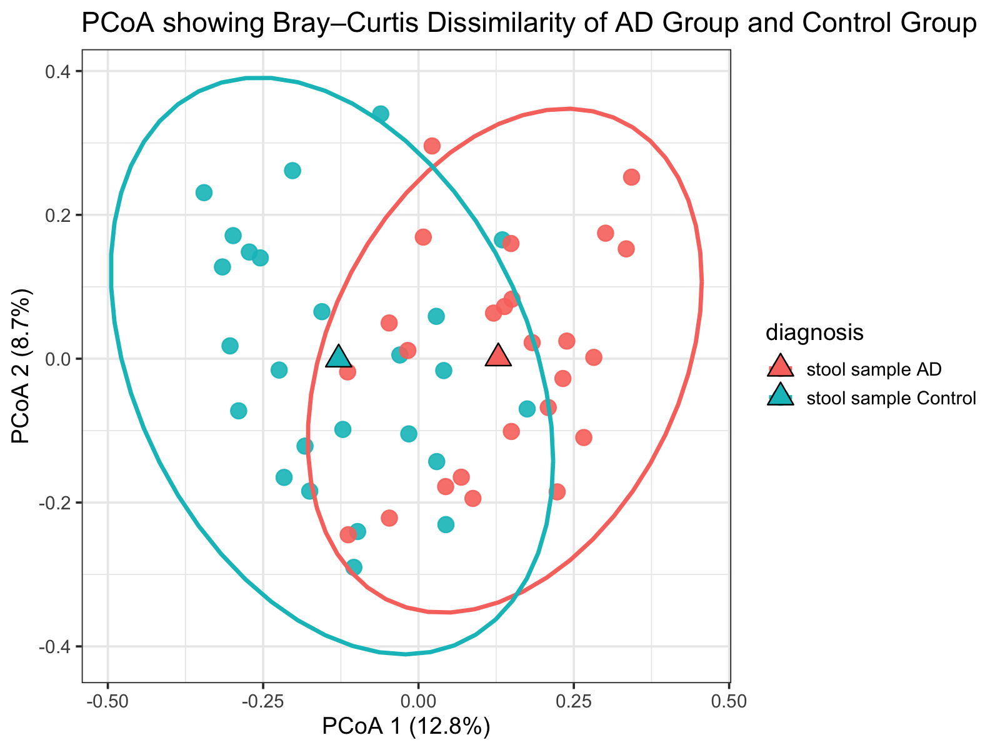 PCoA showing Bray–Curtis Dissimilarity of AD Group and Control Group
0.4
0.2
0.0
-0.2
-0.4
PCoA 2 (8.7%)
-0.50
-0.25
0.00
0.25
0.50
PCoA 1 (12.8%)
diagnosis
stool sample AD
stool sample Control